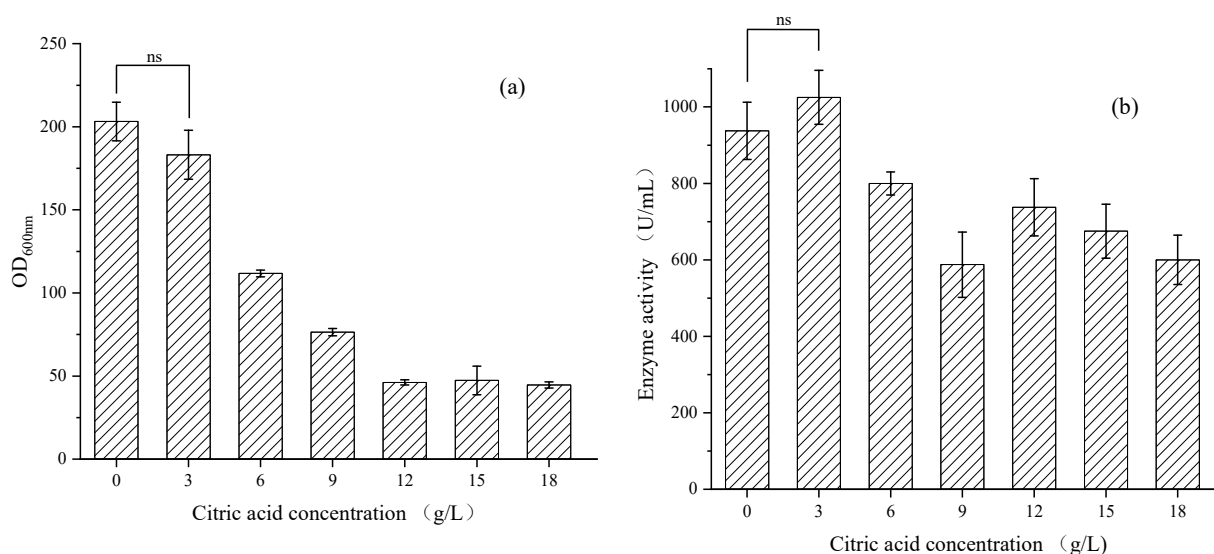 ns
(a)
250
200
150
100
50
0
OD600nm
0 3 6 9 12 15 18
Citric acid concentration （g/L）
ns
(b)
1000
800
600
400
200
0
Enzyme activity （U/mL）
0 3 6 9 12 15 18
Citric acid concentration （g/L)